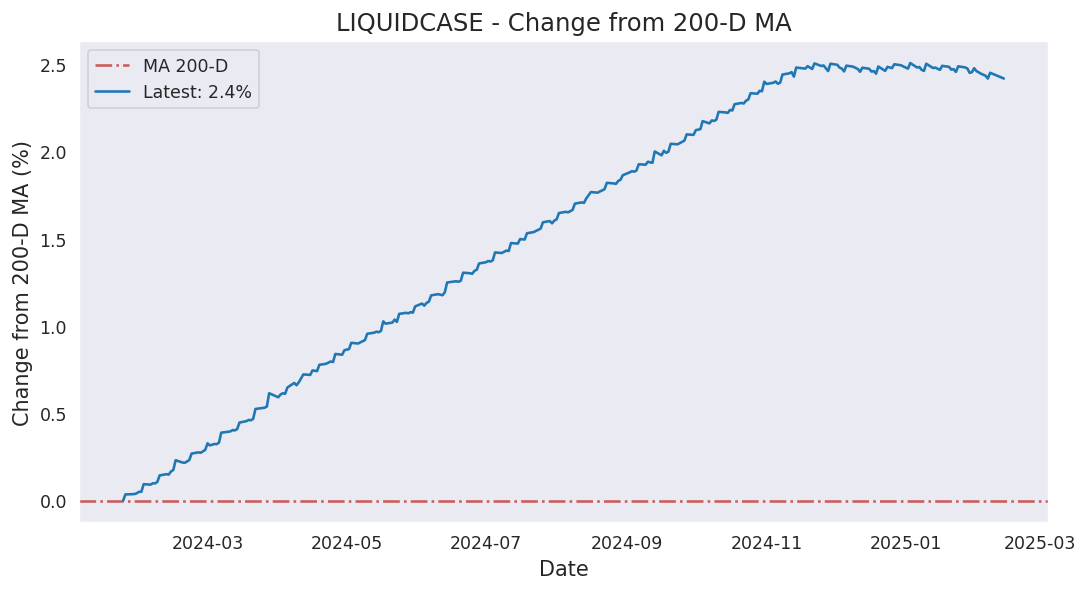 LIQUIDCASE - Change from 200-D MA
MA 200-D
Latest: 2.4%
Change from 200-D MA (%)
2.5
2.0
1.5
1.0
0.5
0.0
2024-03
2024-05
2024-07
2024-09
2024-11
2025-01
2025-03
Date